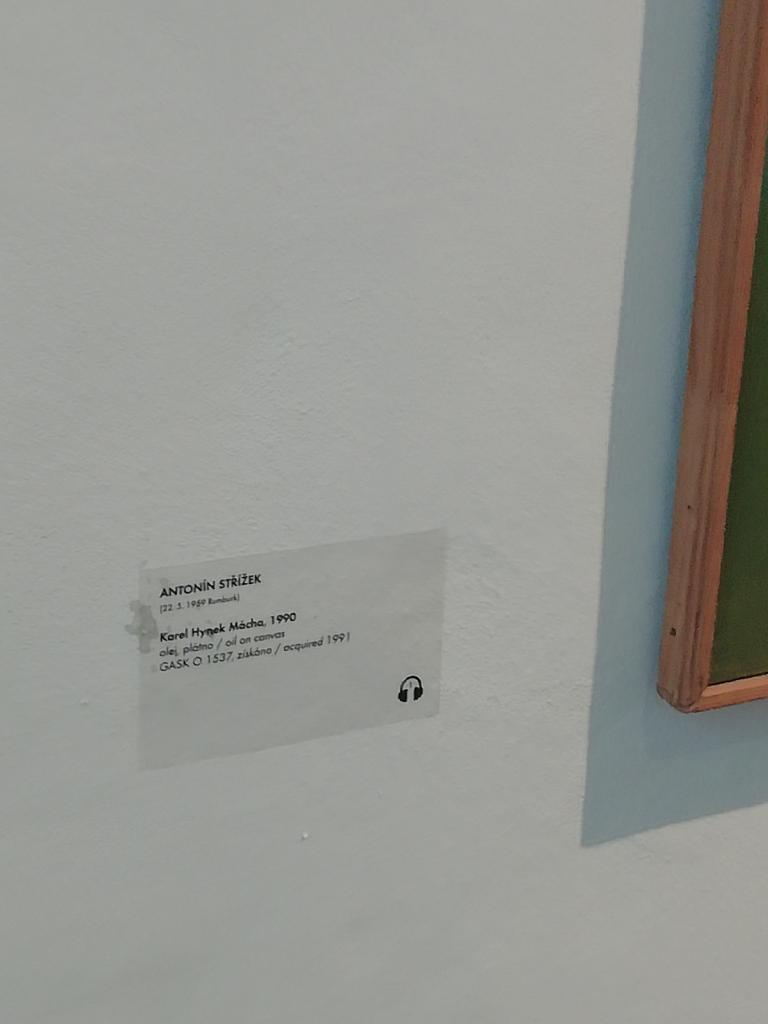 ANTONÍN STŘÍŽEK
(22. 5. 1959 Rumburk)
Karel Hynek Mácha, 1990
olej, plátno / oil on canvas
GASK O 1537, získáno / acquired 1991